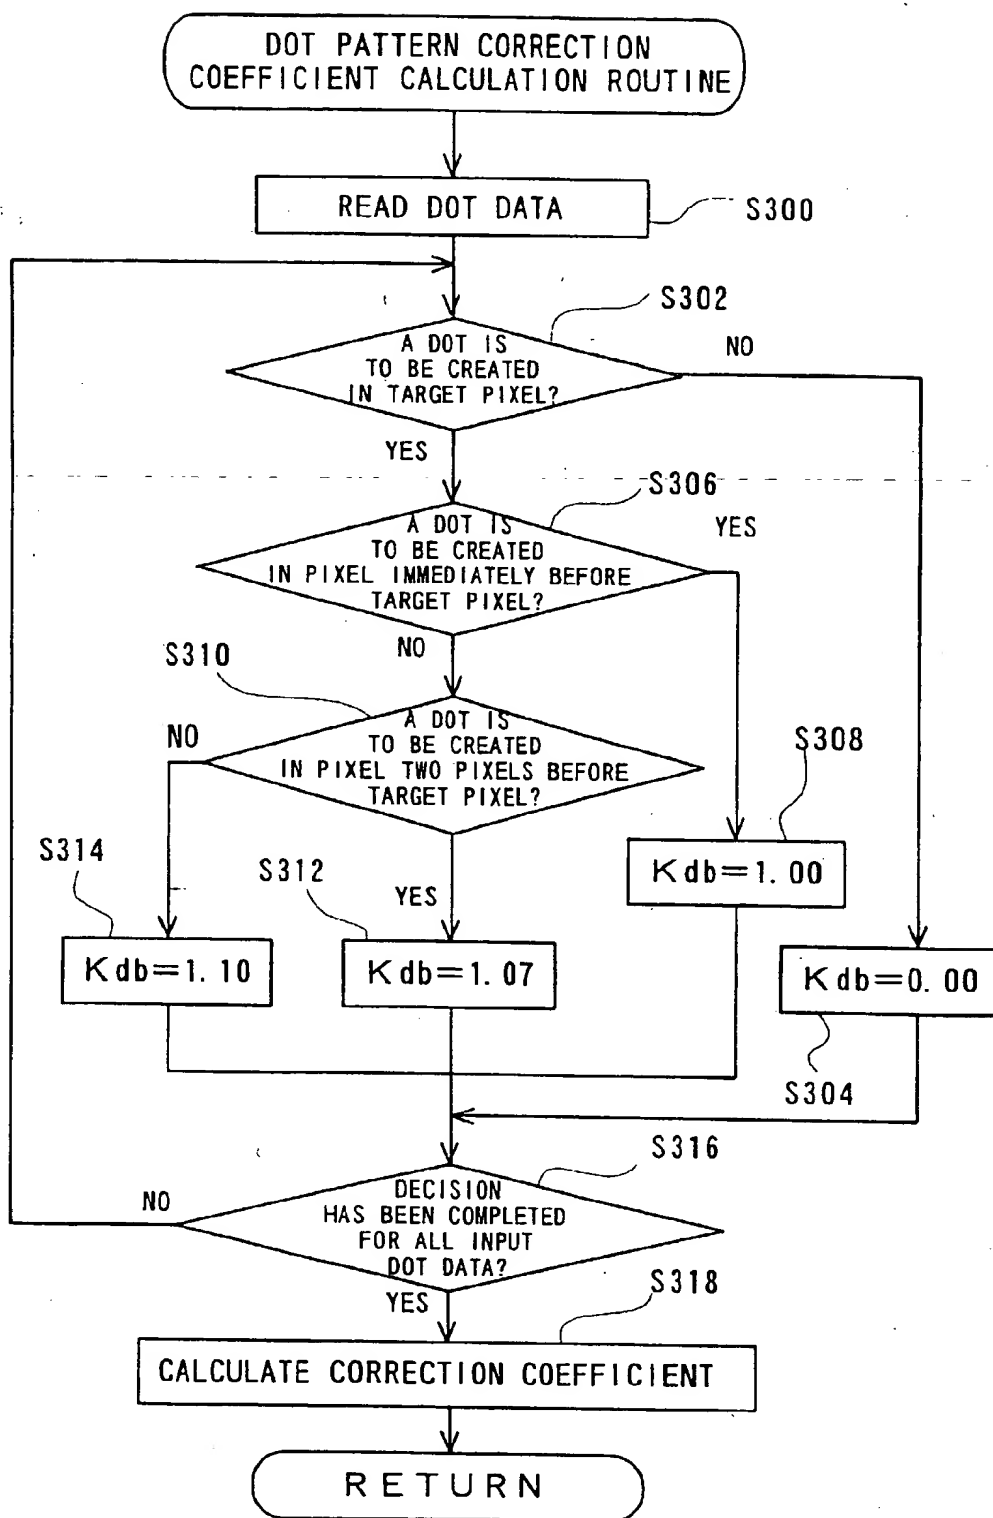 DOT PATTERN CORRECTION
COEFFICIENT CALCULATION ROUTINE
READ DOT DATA
S300
S302
A DOT IS
TO BE CREATED
IN TARGET PIXEL?
NO
YES
S306
A DOT IS
TO BE CREATED
IN PIXEL IMMEDIATELY BEFORE
TARGET PIXEL?
YES
NO
S310
A DOT IS
TO BE CREATED
IN PIXEL TWO PIXELS BEFORE
TARGET PIXEL?
NO
YES
S308
Kdb=1.00
S314
Kdb=1.10
S312
Kdb=1.07
Kdb=0.00
S304
S316
DECISION
HAS BEEN COMPLETED
FOR ALL INPUT
DOT DATA?
NO
YES
S318
CALCULATE CORRECTION COEFFICIENT
RETURN